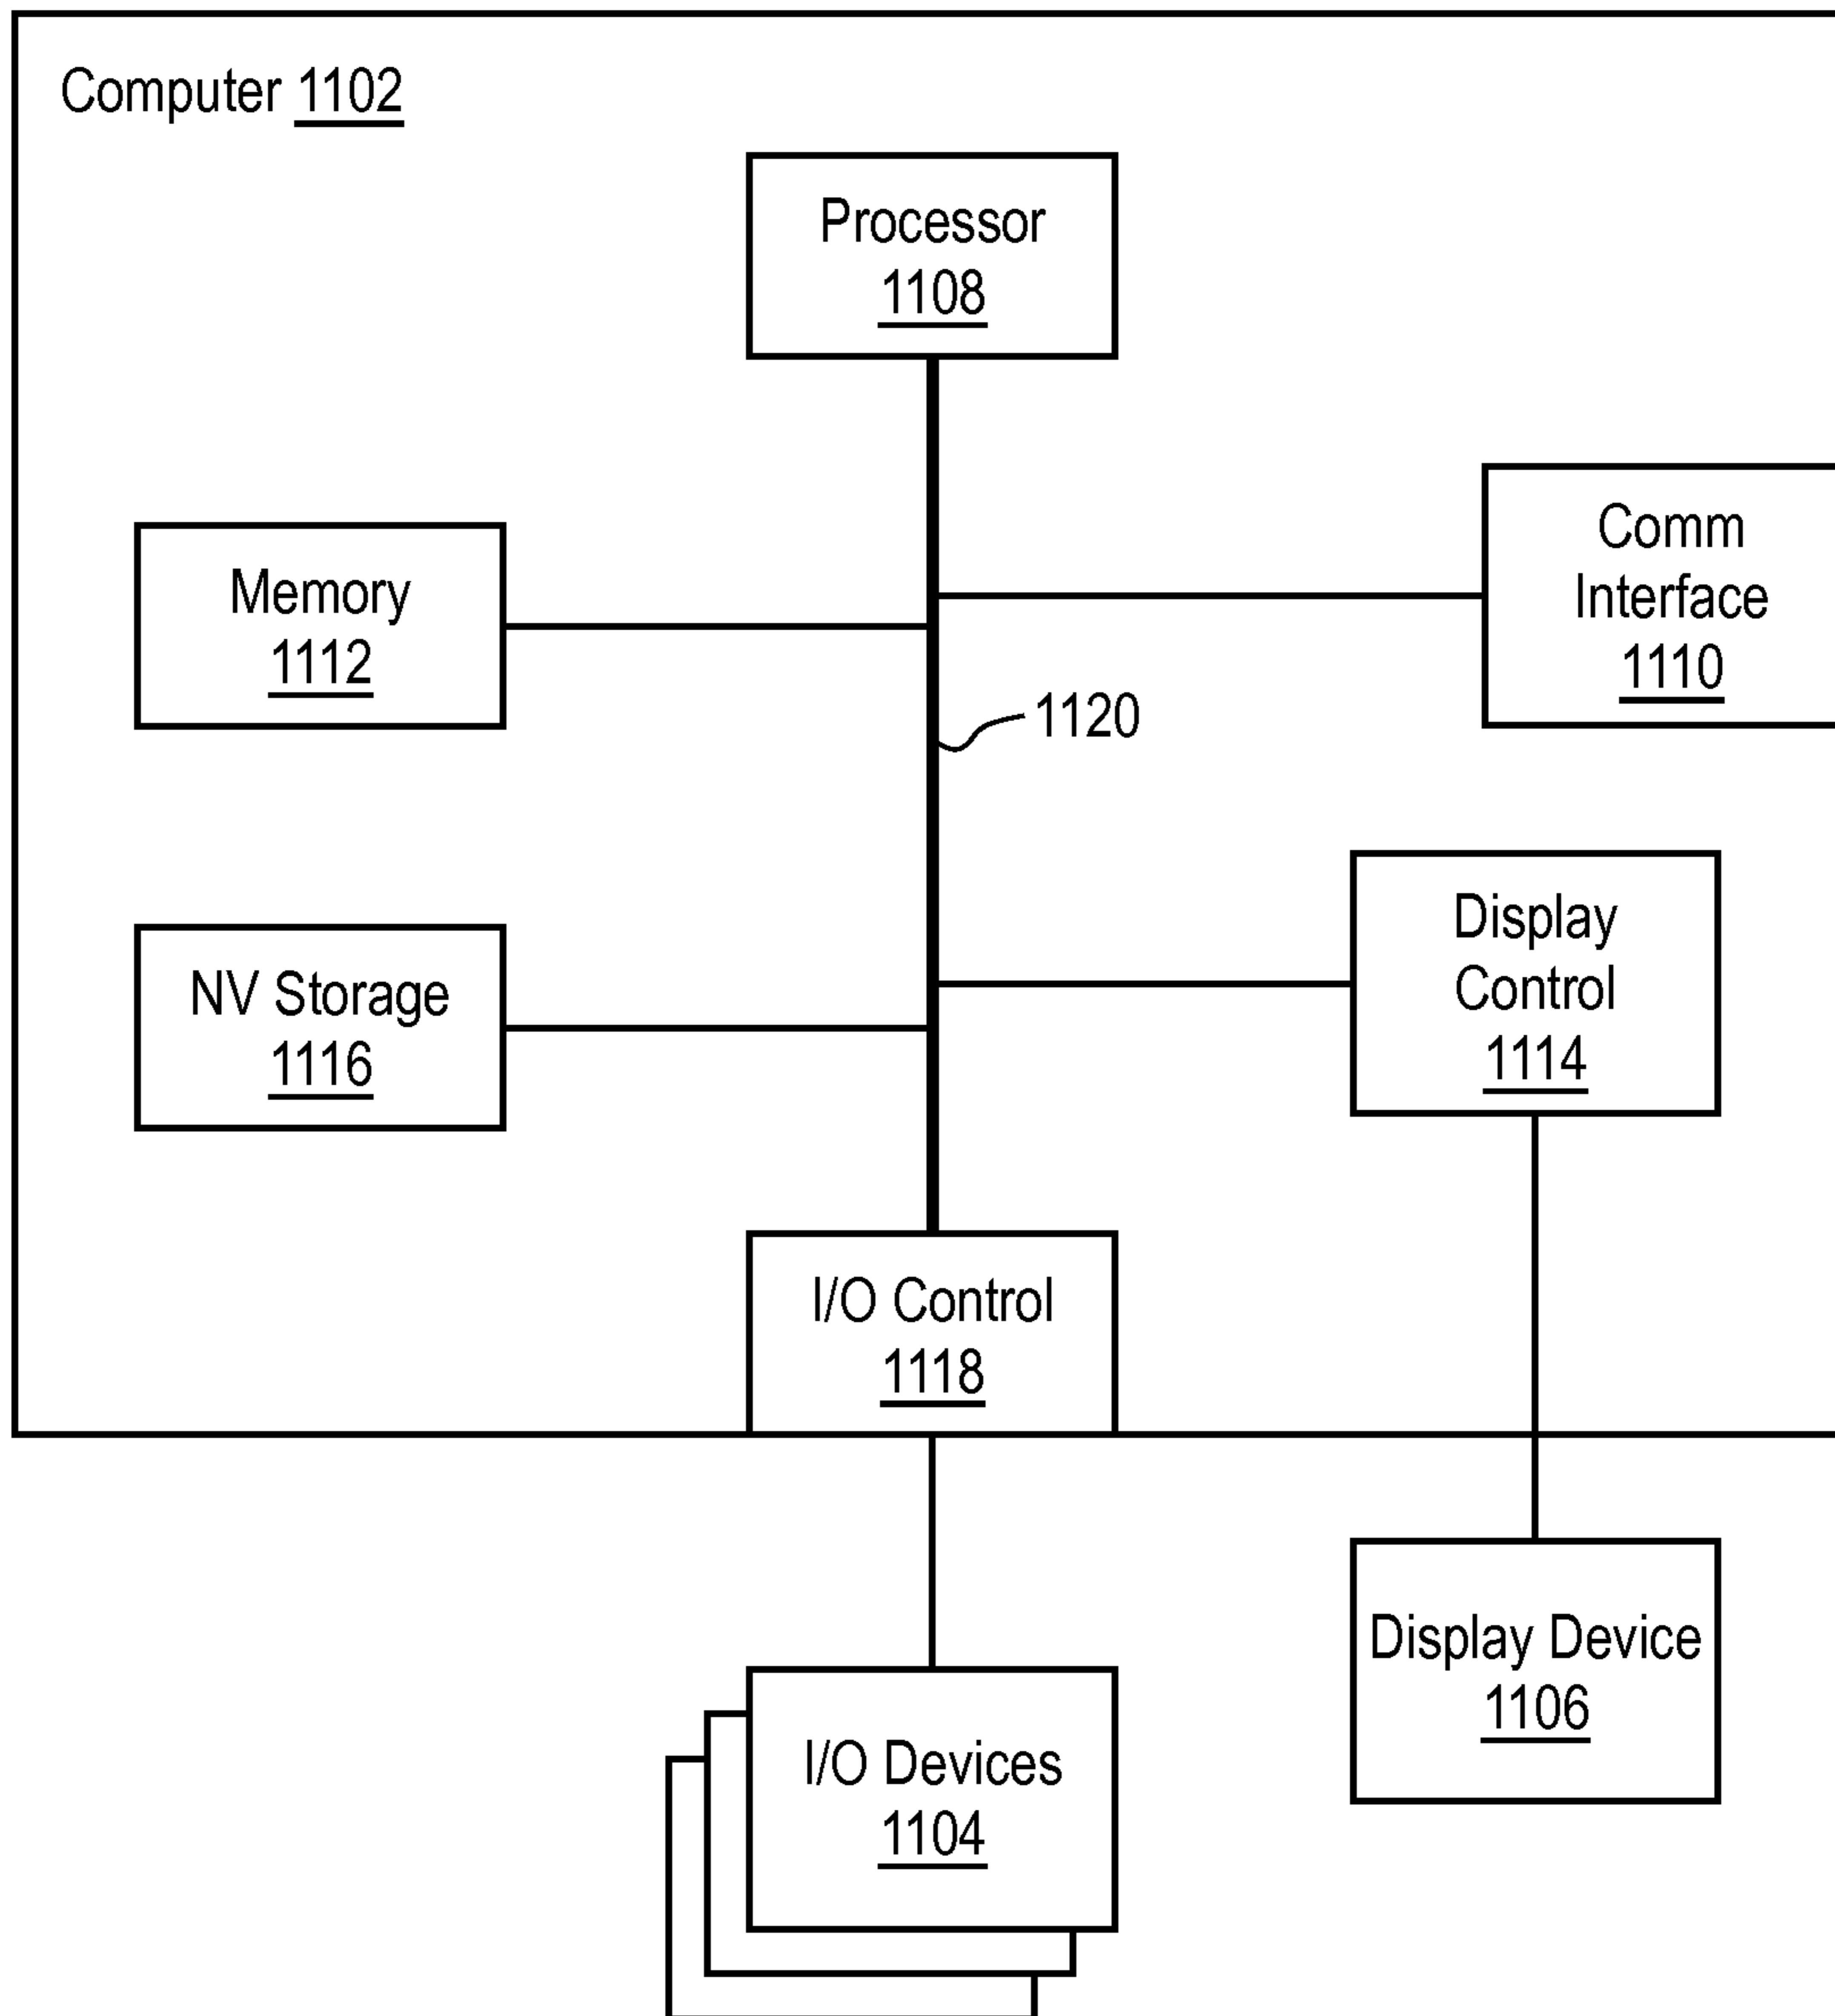 Computer 1102
Processor
1108
Comm
Interface
1110
Memory
1112
1120
Display
Control
1114
NV Storage
1116
I/O Control
1118
Display Device
1106
I/O Devices
1104